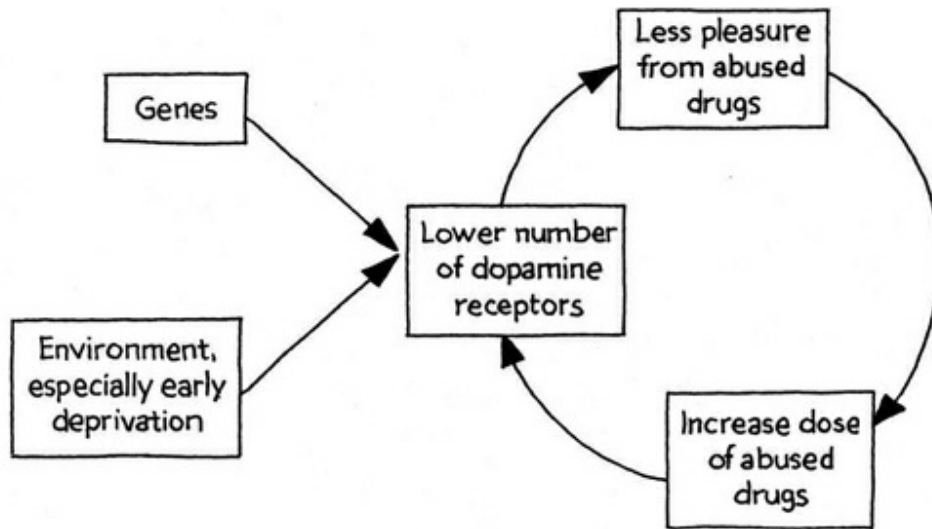 Less pleasure
from abused
drugs
Genes
Lower number
of dopamine
receptors
Environment,
especially early
deprivation
Increase dose
of abused
drugs